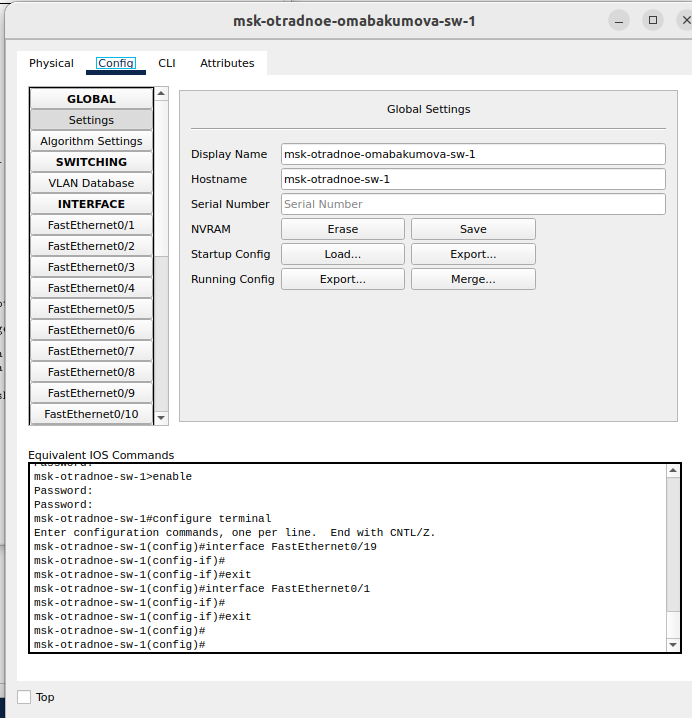 msk-otradnoe-omabakumova-sw-1
Physical Config CLI Attributes
GLOBAL
Settings
Algorithm Settings
SWITCHING
VLAN Database
INTERFACE
FastEthernet0/1
FastEthernet0/2
FastEthernet0/3
FastEthernet0/4
FastEthernet0/5
FastEthernet0/6
FastEthernet0/7
FastEthernet0/8
FastEthernet0/9
FastEthernet0/10
Global Settings
Display Name msk-otradnoe-omabakumova-sw-1
Hostname msk-otradnoe-sw-1
Serial Number Serial Number
NVRAM Erase Save
Startup Config Load... Export...
Running Config Export... Merge...
Equivalent IOS Commands
Password:
msk-otradnoe-sw-1>enable
Password:
Password:
msk-otradnoe-sw-1#configure terminal
Enter configuration commands, one per line.  End with CNTL/Z.
msk-otradnoe-sw-1(config)#interface FastEthernet0/19
msk-otradnoe-sw-1(config-if)#
msk-otradnoe-sw-1(config-if)#exit
msk-otradnoe-sw-1(config)#interface FastEthernet0/1
msk-otradnoe-sw-1(config-if)#
msk-otradnoe-sw-1(config-if)#exit
msk-otradnoe-sw-1(config)#
msk-otradnoe-sw-1(config)#
Top